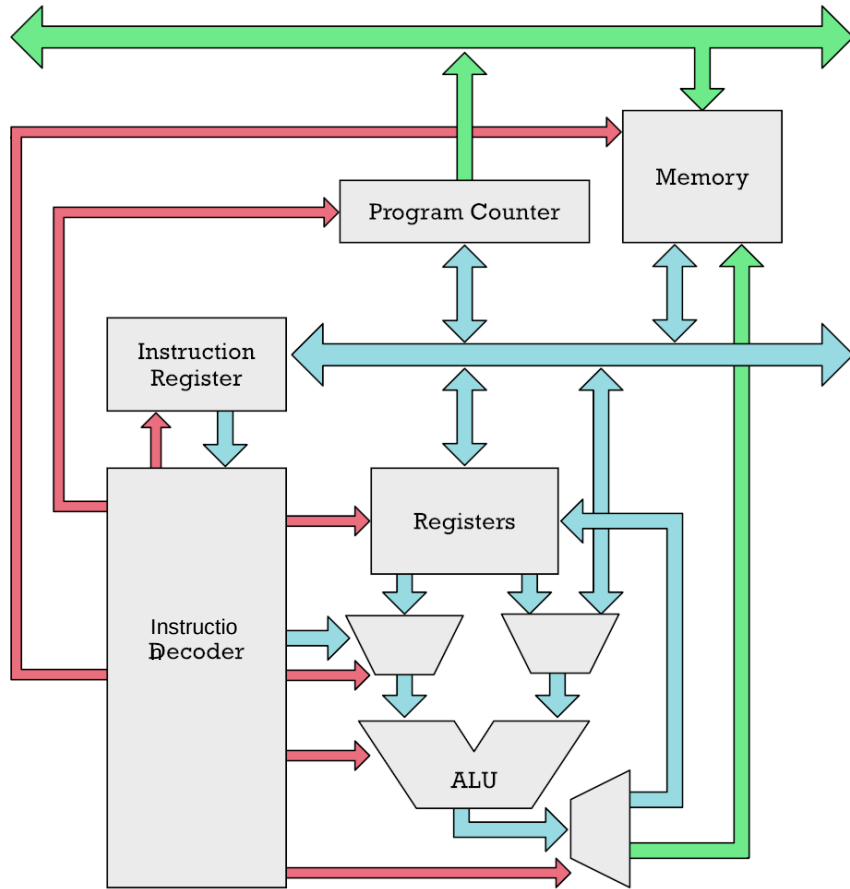 Memory
Program Counter
Instruction
Register
Registers
Instructio
n
Decoder
ALU